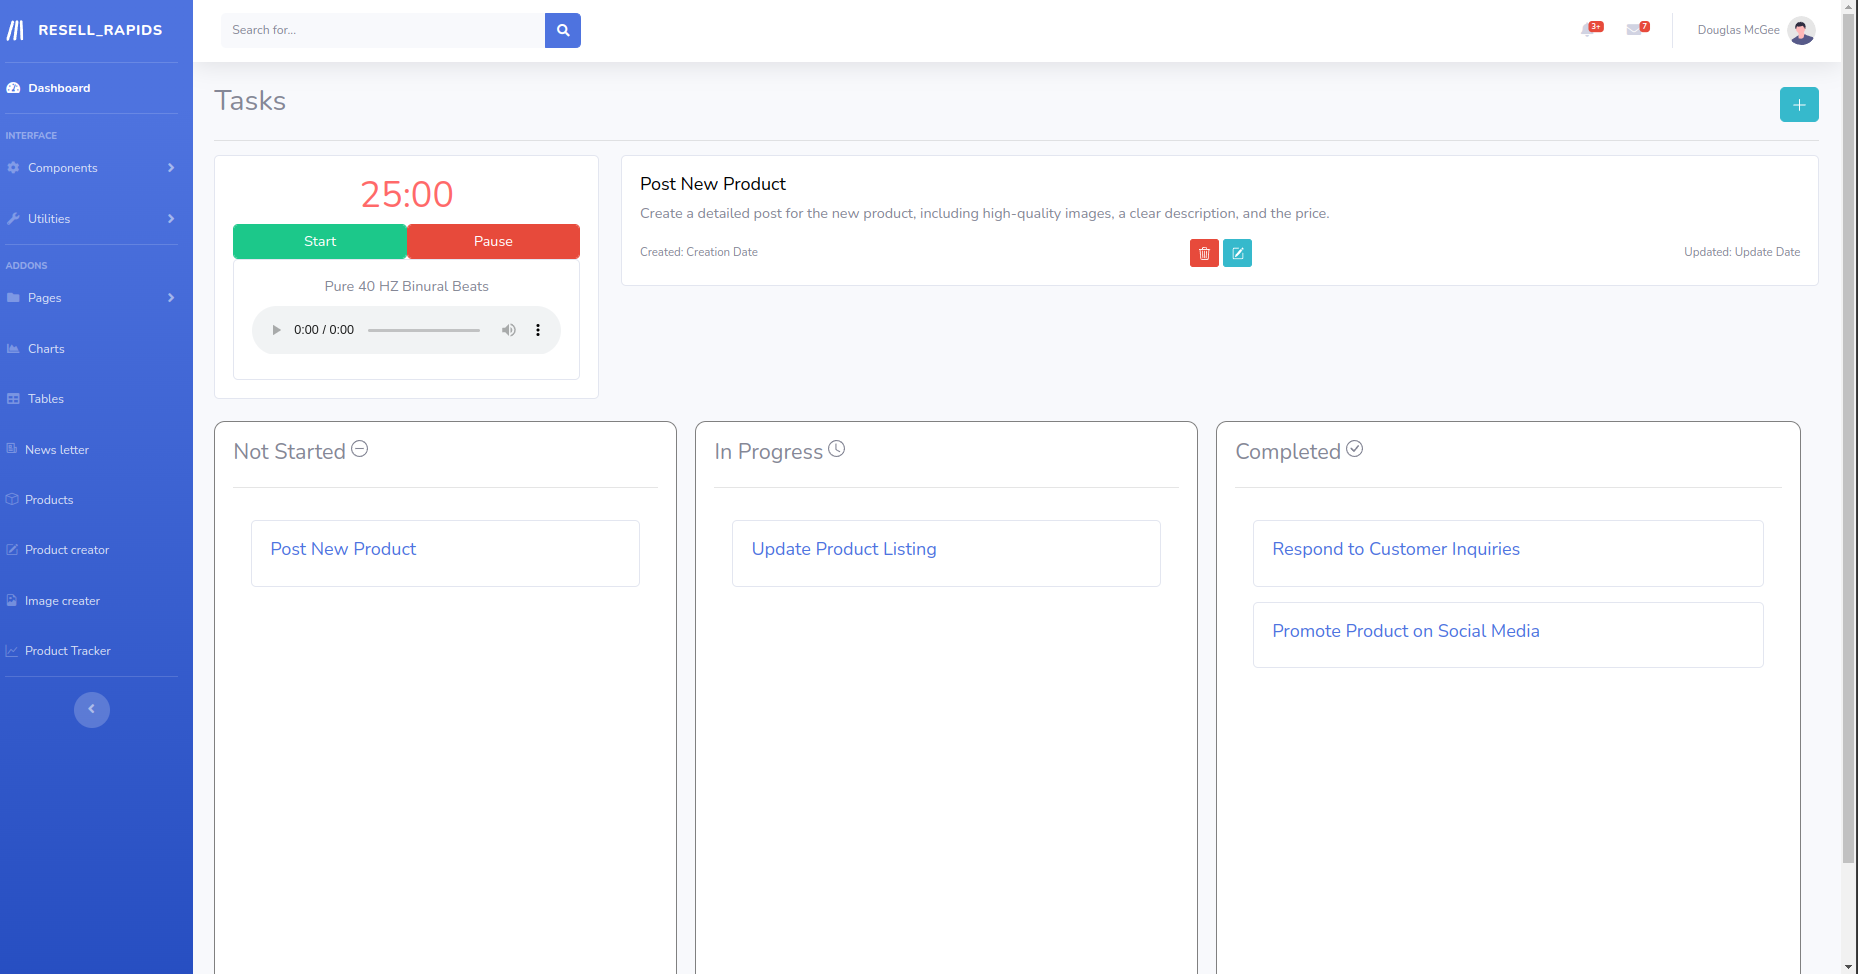 RESELL_RAPIDS
Search for...
3+
7
Douglas McGee
Dashboard
INTERFACE
Components
Utilities
ADDONS
Pages
Charts
Tables
News letter
Products
Product creator
Image creater
Product Tracker
Tasks
25:00
Start
Pause
Pure 40 HZ Binural Beats
0:00 / 0:00
Post New Product
Create a detailed post for the new product, including high-quality images, a clear description, and the price.
Created: Creation Date
Updated: Update Date
Not Started
Post New Product
In Progress
Update Product Listing
Completed
Respond to Customer Inquiries
Promote Product on Social Media